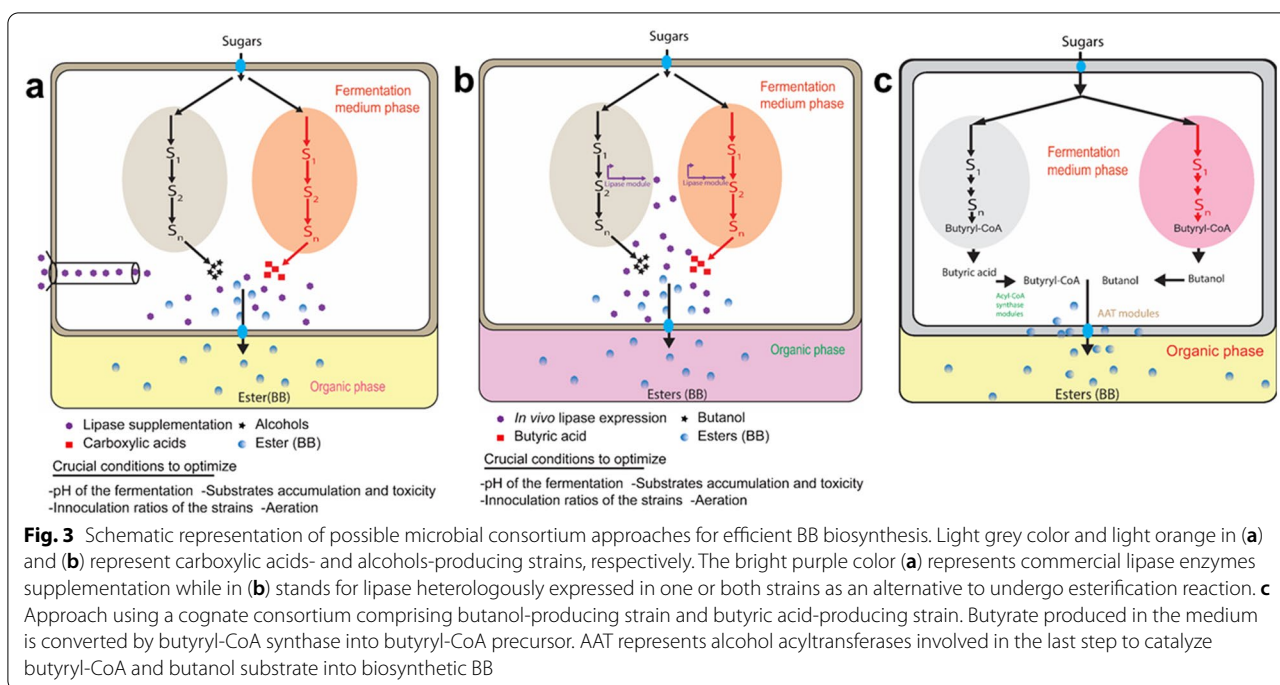 Sugars
a
Fermentation
medium phase
S1
S2
Sn
S1
S2
Sn
Organic phase
Ester(BB)
Lipase supplementation
Alcohols
Carboxylic acids
Ester (BB)
Crucial conditions to optimize
-pH of the fermentation -Substrates accumulation and toxicity
-Innoculation ratios of the strains -Aeration
Sugars
b
Fermentation
medium phase
S1
Lipase module
S2
Sn
S1
Lipase module
S2
Sn
Organic phase
Esters (BB)
In vivo lipase expression
Butanol
Butyric acid
Esters (BB)
Crucial conditions to optimize
-pH of the fermentation -Substrates accumulation and toxicity
-Innoculation ratios of the strains -Aeration
Sugars
c
Fermentation
medium phase
S1
Sn
Butyryl-CoA
S1
Sn
Butyryl-CoA
Butyric acid
Butyryl-CoA
Butanol
Butanol
Acyl-CoA
synthase
modules
AAT modules
Organic phase
Esters (BB)
Fig. 3 Schematic representation of possible microbial consortium approaches for efficient BB biosynthesis. Light grey color and light orange in (a)
and (b) represent carboxylic acids- and alcohols-producing strains, respectively. The bright purple color (a) represents commercial lipase enzymes
supplementation while in (b) stands for lipase heterologously expressed in one or both strains as an alternative to undergo esterification reaction. c
Approach using a cognate consortium comprising butanol-producing strain and butyric acid-producing strain. Butyrate produced in the medium
is converted by butyryl-CoA synthase into butyryl-CoA precursor. AAT represents alcohol acyltransferases involved in the last step to catalyze
butyryl-CoA and butanol substrate into biosynthetic BB